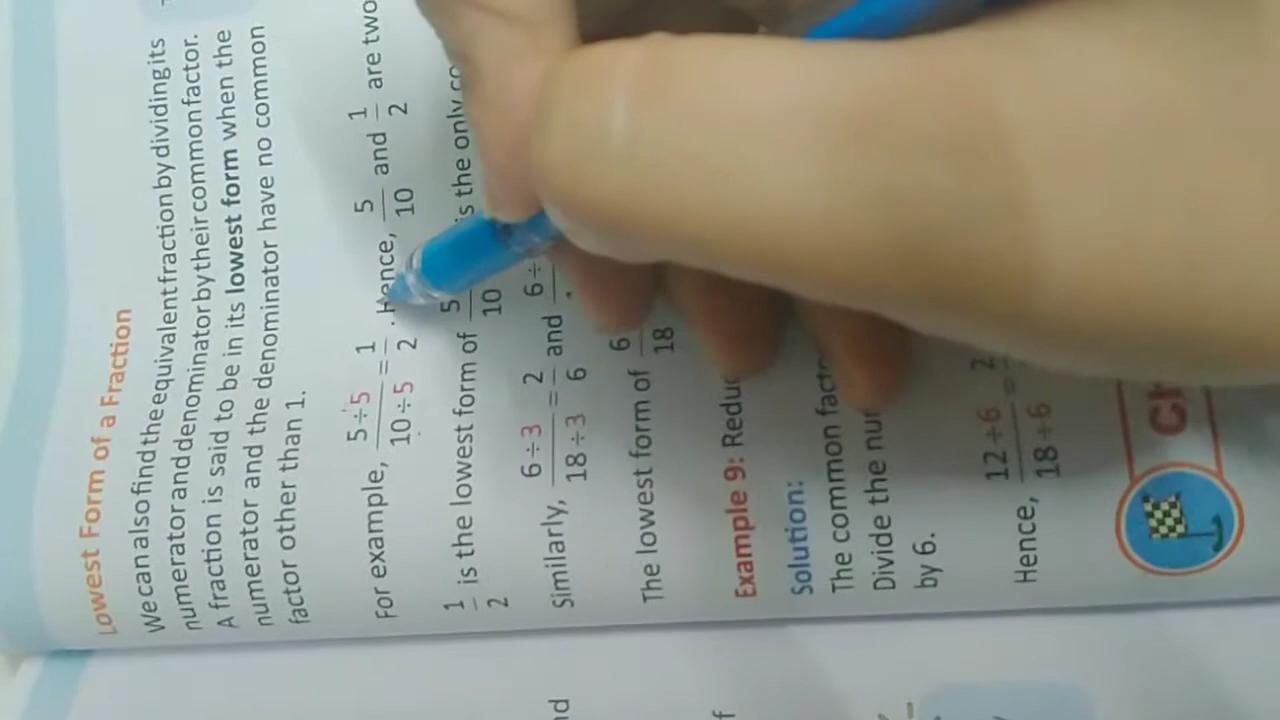 Lowest Form of a Fraction
We can also find the equivalent fraction by dividing its
numerator and denominator by their common factor.
A fraction is said to be in its lowest form when the
numerator and the denominator have no common
factor other than 1.
For example, 5÷5/10÷5 = 1/2. Hence, 5/10 and 1/2 are two
1/2 is the lowest form of 5/10 is the only
Similarly, 6÷3/18÷3 = 2/6 and 6÷
The lowest form of 6/18
Example 9:
Solution:
The common
Divide the
by 6.
Hence, 12÷6/18÷6 = 2
nd
f